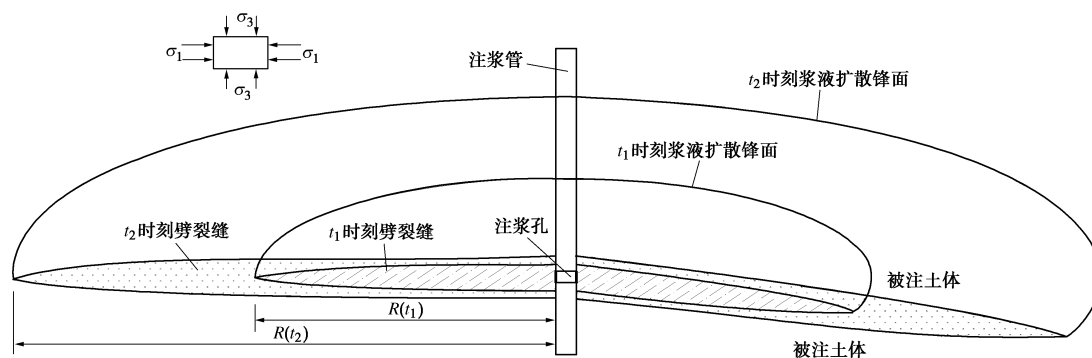 σ3
σ1
σ1
σ3
注浆管
t2时刻浆液扩散锋面
t1时刻浆液扩散锋面
t2时刻劈裂缝
t1时刻劈裂缝
注浆孔
被注土体
R(t1)
R(t2)
被注土体